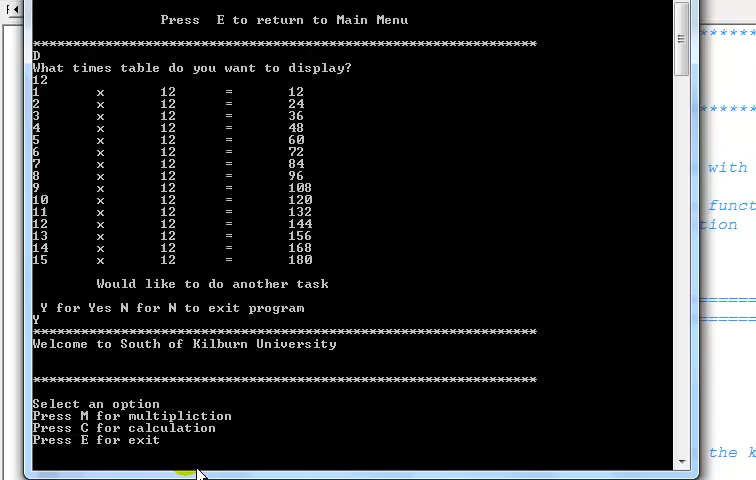 Press  E to return to Main Menu
***************************************************************
D
What times table do you want to display?
12
1 x 12 = 12
2 x 12 = 24
3 x 12 = 36
4 x 12 = 48
5 x 12 = 60
6 x 12 = 72
7 x 12 = 84
8 x 12 = 96
9 x 12 = 108
10 x 12 = 120
11 x 12 = 132
12 x 12 = 144
13 x 12 = 156
14 x 12 = 168
15 x 12 = 180
Would like to do another task
Y for Yes N for N to exit program
Y
***************************************************************
Welcome to South of Kilburn University
***************************************************************
Select an option
Press M for multipliction
Press C for calculation
Press E for exit
******
******
with
funct
tion
======
======
the k